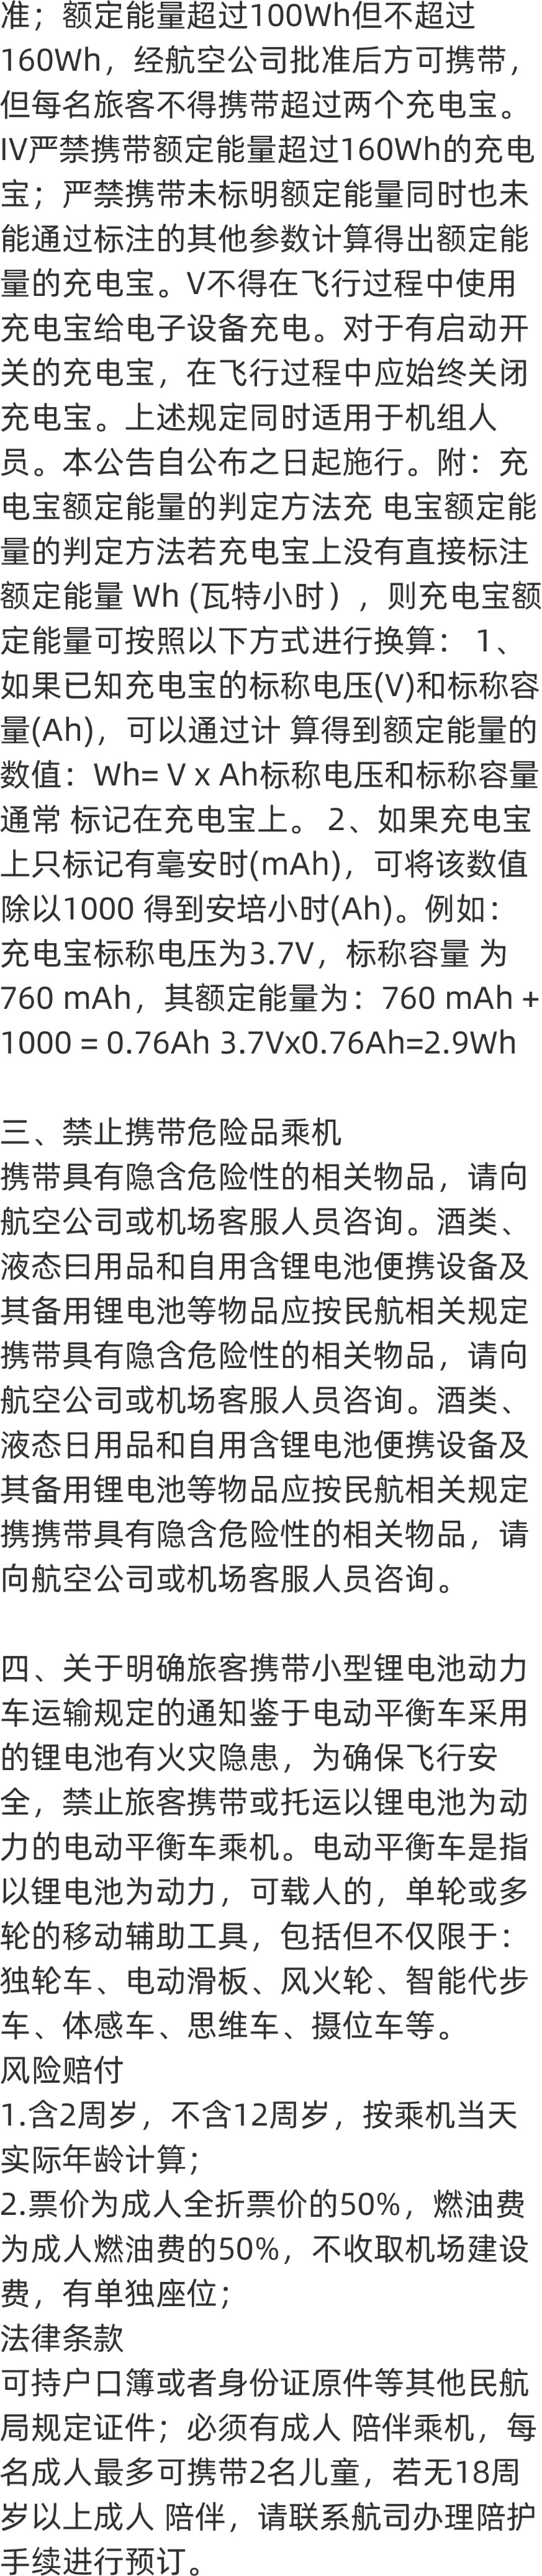 准；额定能量超过100Wh但不超过
160Wh，经航空公司批准后方可携带，
但每名旅客不得携带超过两个充电宝。
IV严禁携带额定能量超过160Wh的充电
宝；严禁携带未标明额定能量同时也未
能通过标注的其他参数计算得出额定能
量的充电宝。V不得在飞行过程中使用
充电宝给电子设备充电。对于有启动开
关的充电宝，在飞行过程中应始终关闭
充电宝。上述规定同时适用于机组人
员。本公告自公布之日起施行。附：充
电宝额定能量的判定方法充 电宝额定能
量的判定方法若充电宝上没有直接标注
额定能量 Wh (瓦特小时），则充电宝额
定能量可按照以下方式进行换算： 1、
如果已知充电宝的标称电压(V)和标称容
量(Ah)，可以通过计 算得到额定能量的
数值：Wh= V x Ah标称电压和标称容量
通常 标记在充电宝上。 2、如果充电宝
上只标记有毫安时(mAh)，可将该数值
除以1000 得到安培小时(Ah)。例如：
充电宝标称电压为3.7V，标称容量 为
760 mAh，其额定能量为：760 mAh +
1000 = 0.76Ah 3.7Vx0.76Ah=2.9Wh
三、禁止携带危险品乘机
携带具有隐含危险性的相关物品，请向
航空公司或机场客服人员咨询。酒类、
液态曰用品和自用含锂电池便携设备及
其备用锂电池等物品应按民航相关规定
携带具有隐含危险性的相关物品，请向
航空公司或机场客服人员咨询。酒类、
液态日用品和自用含锂电池便携设备及
其备用锂电池等物品应按民航相关规定
携携带具有隐含危险性的相关物品，请
向航空公司或机场客服人员咨询。
四、关于明确旅客携带小型锂电池动力
车运输规定的通知鉴于电动平衡车采用
的锂电池有火灾隐患，为确保飞行安
全，禁止旅客携带或托运以锂电池为动
力的电动平衡车乘机。电动平衡车是指
以锂电池为动力，可载人的，单轮或多
轮的移动辅助工具，包括但不仅限于：
独轮车、电动滑板、风火轮、智能代步
车、体感车、思维车、摄位车等。
风险赔付
1.含2周岁，不含12周岁，按乘机当天
实际年龄计算；
2.票价为成人全折票价的50%，燃油费
为成人燃油费的50%，不收取机场建设
费，有单独座位；
法律条款
可持户口簿或者身份证原件等其他民航
局规定证件；必须有成人 陪伴乘机，每
名成人最多可携带2名儿童，若无18周
岁以上成人 陪伴，请联系航司办理陪护
手续进行预订。